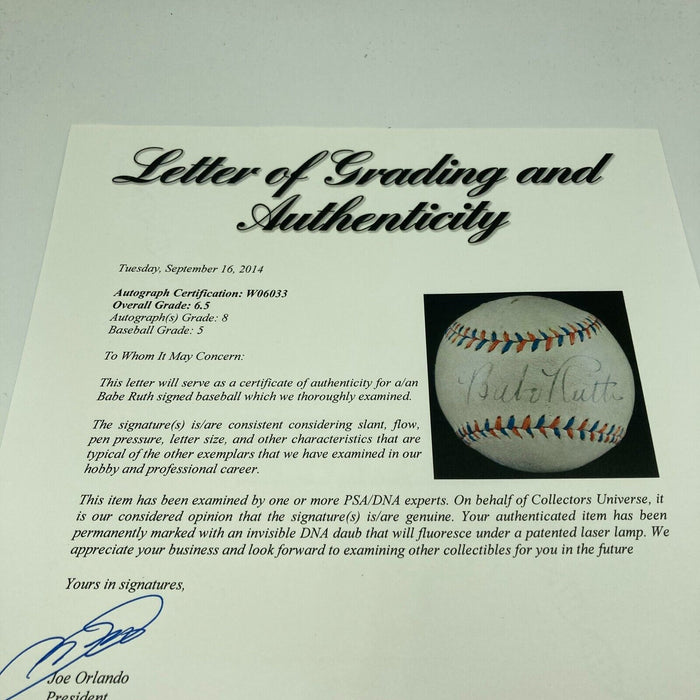 Letter of Grading and
Authenticity
Tuesday, September 16, 2014
Autograph Certification: W06033
Overall Grade: 6.5
Autograph(s) Grade: 8
Baseball Grade: 5
To Whom It May Concern:
This letter will serve as a certificate of authenticity for a/an
Babe Ruth signed baseball which we thoroughly examined.
The signature(s) is/are consistent considering slant, flow,
pen pressure, letter size, and other characteristics that are
typical of the other exemplars that we have examined in our
hobby and professional career.
Babe Ruth
This item has been examined by one or more PSA/DNA experts. On behalf of Collectors Universe, it
is our considered opinion that the signature(s) is/are genuine. Your authenticated item has been
permanently marked with an invisible DNA daub that will fluoresce under a patented laser lamp. We
appreciate your business and look forward to examining other collectibles for you in the future
Yours in signatures,
Joe Orlando
President